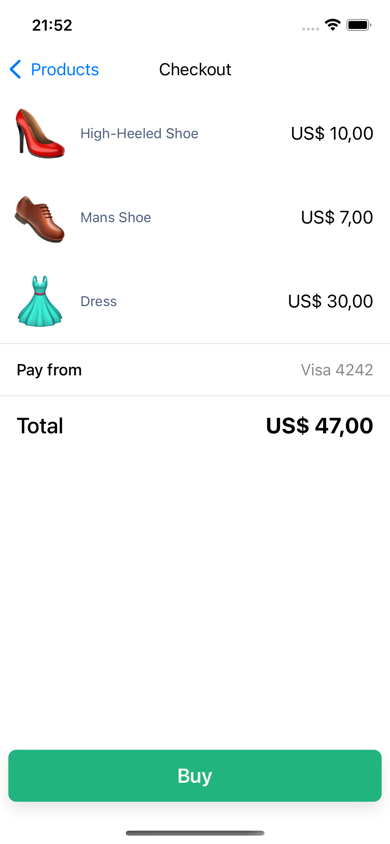 21:52
Products
Checkout
High-Heeled Shoe
US$ 10,00
Mans Shoe
US$ 7,00
Dress
US$ 30,00
Pay from
Visa 4242
Total
US$ 47,00
Buy